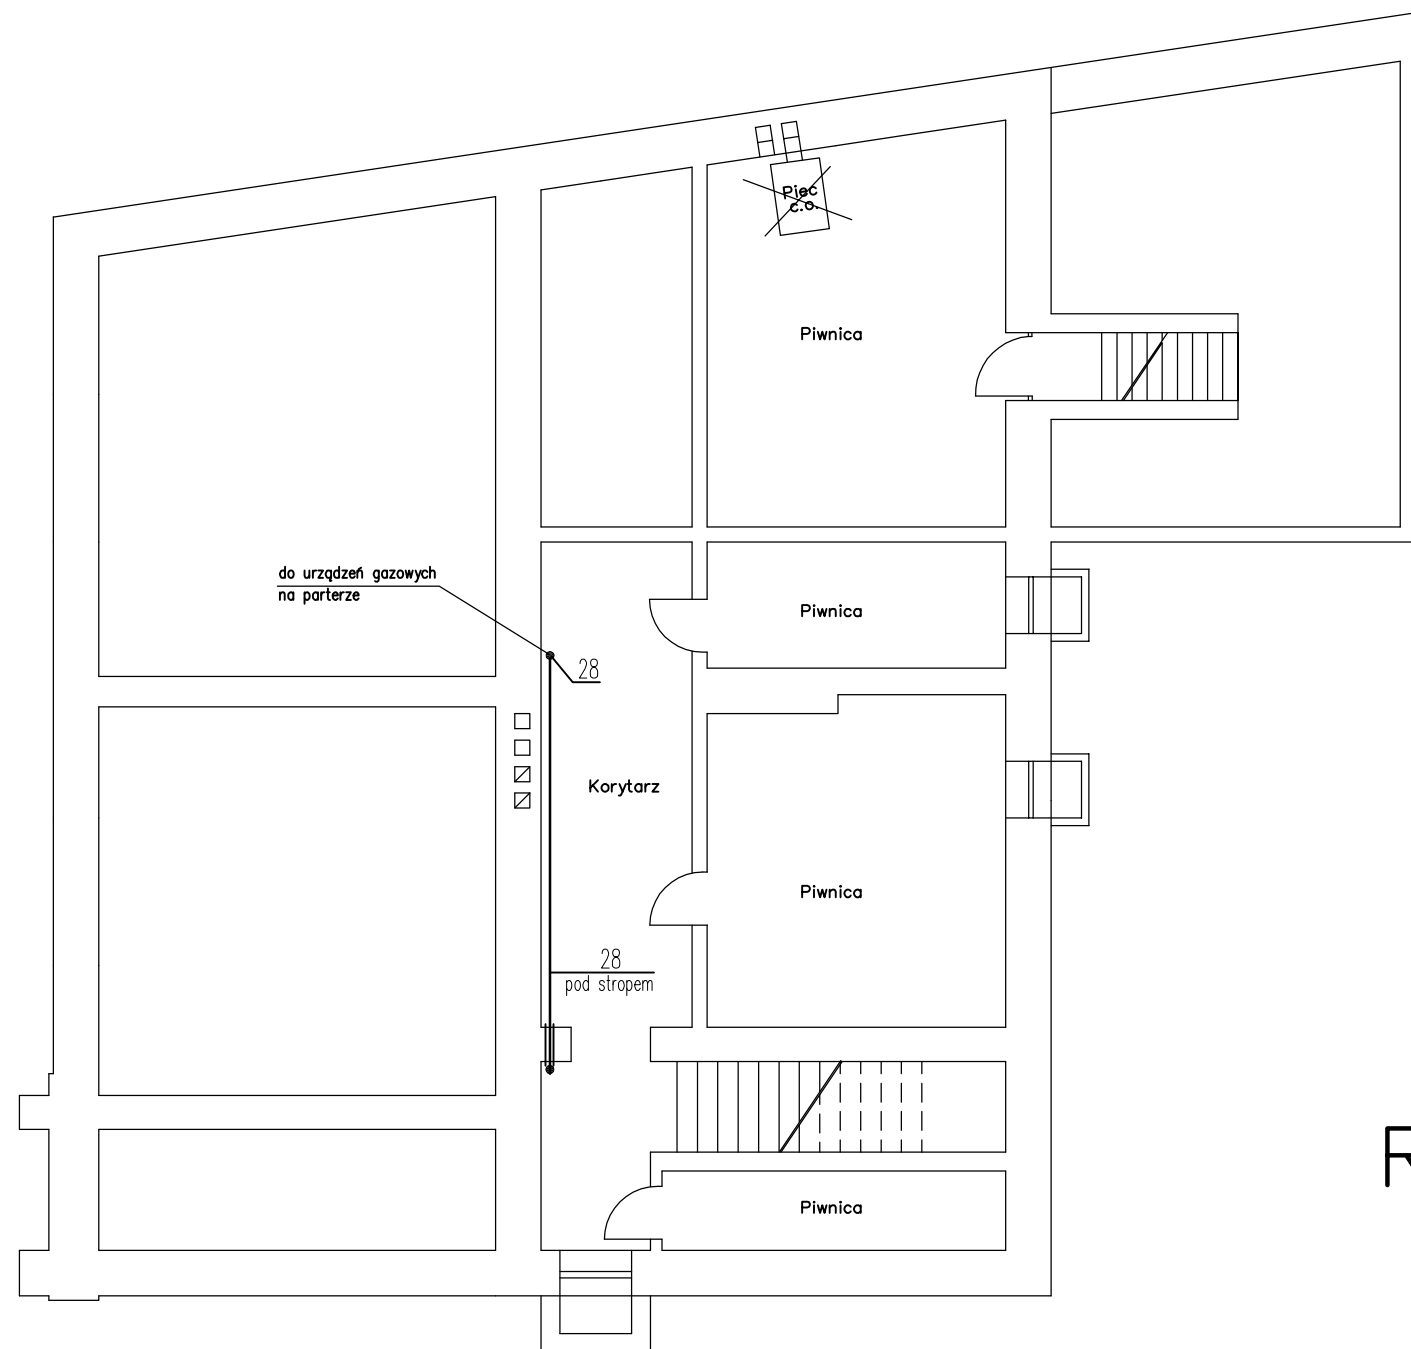 Piec
c.o.
Piwnica
do urządzeń gazowych
na parterze
Piwnica
28
Korytarz
Piwnica
28
pod stropem
Piwnica